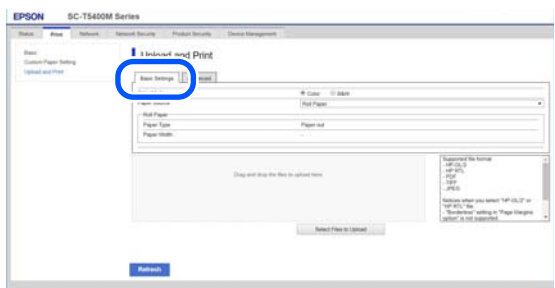 EPSON SC-T5400M Series
Status Print Network Network Security Product Security Device Management
Basic
Custom Paper Setting
Upload and Print
Upload and Print
Basic Settings
Color B&W
Roll Paper
Roll Paper
Paper Type Paper out
Paper Width
Drag and drop the files to upload here.
Supported file format
- HP-GL/2
- HP RTL
- PDF
- TIFF
- JPEG
Notices when you select "HP-GL/2" or
"HP RTL" file.
- "Borderless" setting in "Page Margins
option" is not supported.
Select Files to Upload
Refresh